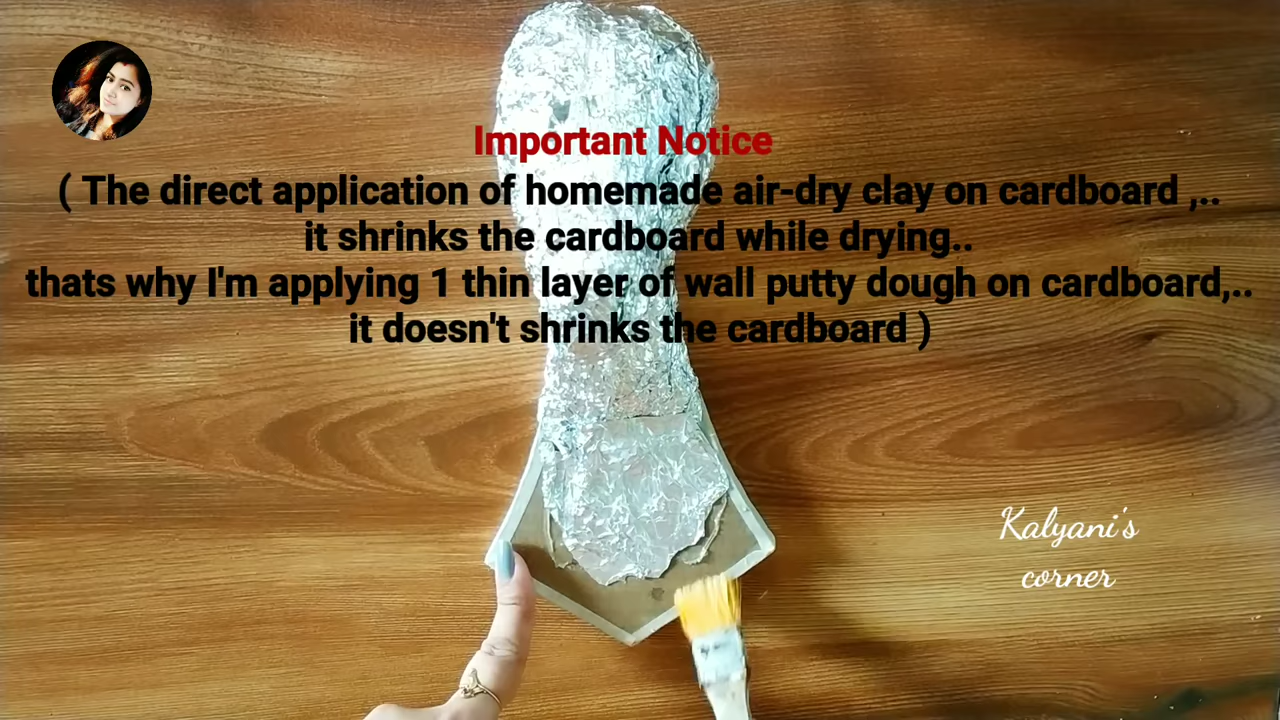 Important Notice
( The direct application of homemade air-dry clay on cardboard ,..
it shrinks the cardboard while drying..
thats why I'm applying 1 thin layer of wall putty dough on cardboard,..
it doesn't shrinks the cardboard )
Kalyani's
corner